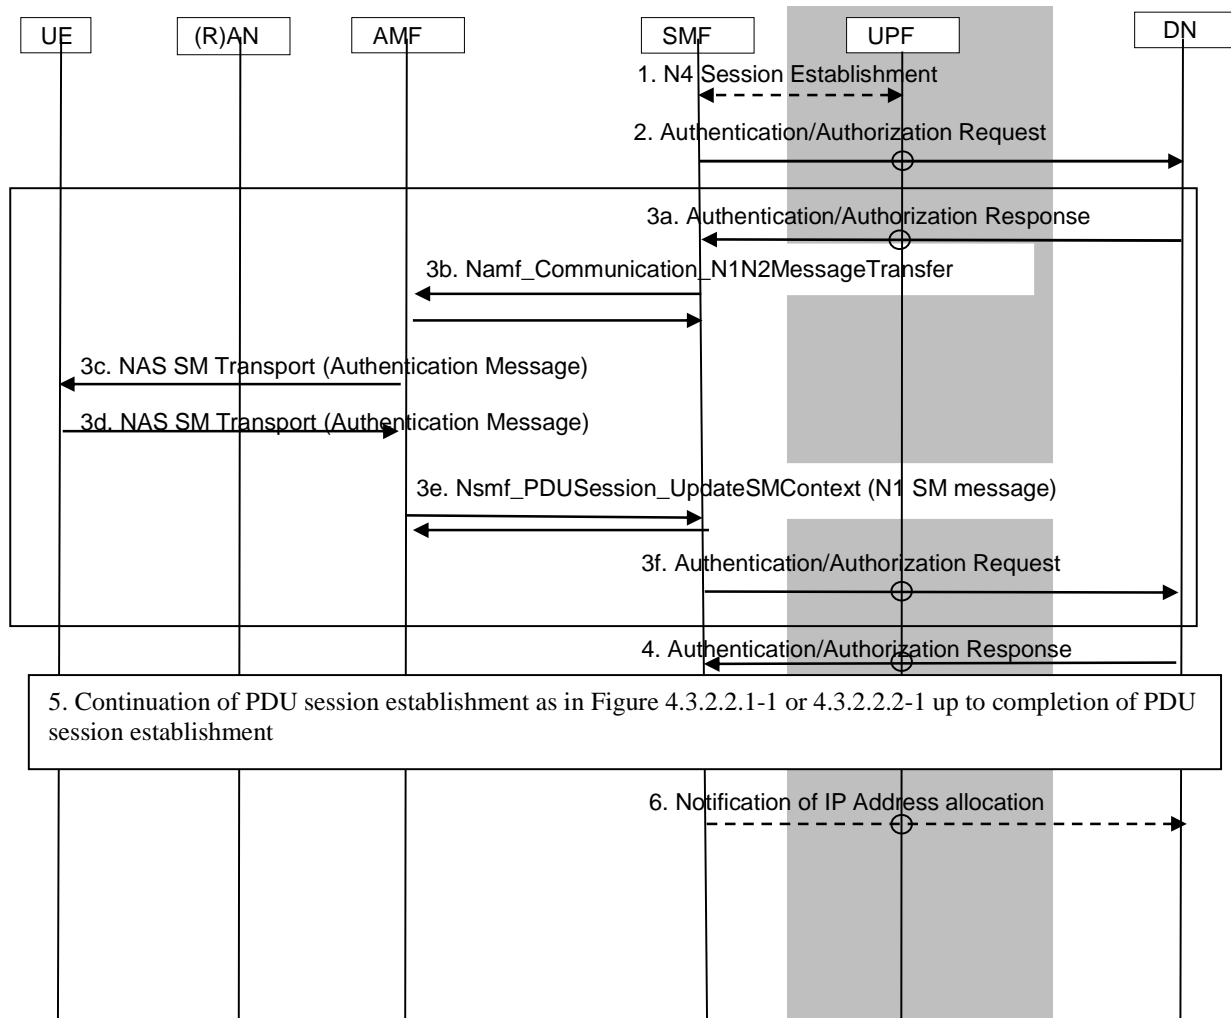 UE
(R)AN
AMF
SMF
UPF
DN
1. N4 Session Establishment
2. Authentication/Authorization Request
3a. Authentication/Authorization Response
3b. Namf_Communication_N1N2MessageTransfer
3c. NAS SM Transport (Authentication Message)
3d. NAS SM Transport (Authentication Message)
3e. Nsmf_PDUSession_UpdateSMContext (N1 SM message)
3f. Authentication/Authorization Request
4. Authentication/Authorization Response
5. Continuation of PDU session establishment as in Figure 4.3.2.2.1-1 or 4.3.2.2.2-1 up to completion of PDU
session establishment
6. Notification of IP Address allocation